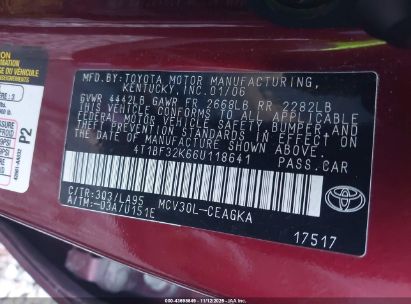 MFD.BY:TOYOTA MOTOR MANUFACTURING,
KENTUCKY,INC. 01/06
GVWR 4442LB GAWR FR 2668LB RR 2282LB
THIS VEHICLE CONFORMS TO ALL APPLICABLE
FEDERAL MOTOR VEHICLE SAFETY, BUMPER, AND
THEFT PREVENTION STANDARDS IN EFFECT ON THE
DATE OF MANUFACTURE SHOWN ABOVE.
4T1BF32K66U118641 PASS.CAR
C/TR:3Q3/LA95 MCV30L-CEAGKA
A/TM:-03A/U151E
TOYOTA
17517
P2